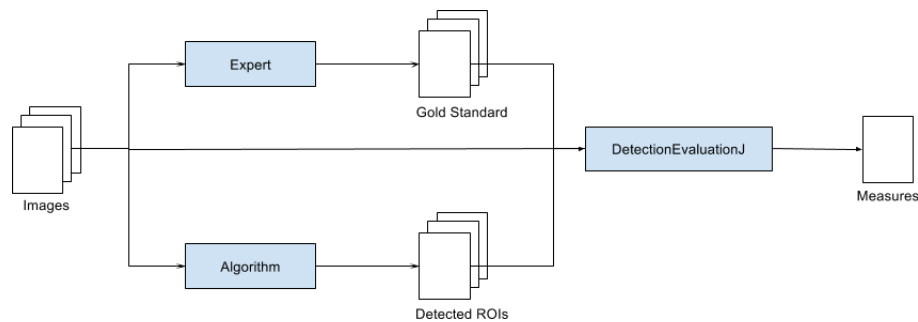 Expert
Gold Standard
Images
DetectionEvaluationJ
Measures
Algorithm
Detected ROIs